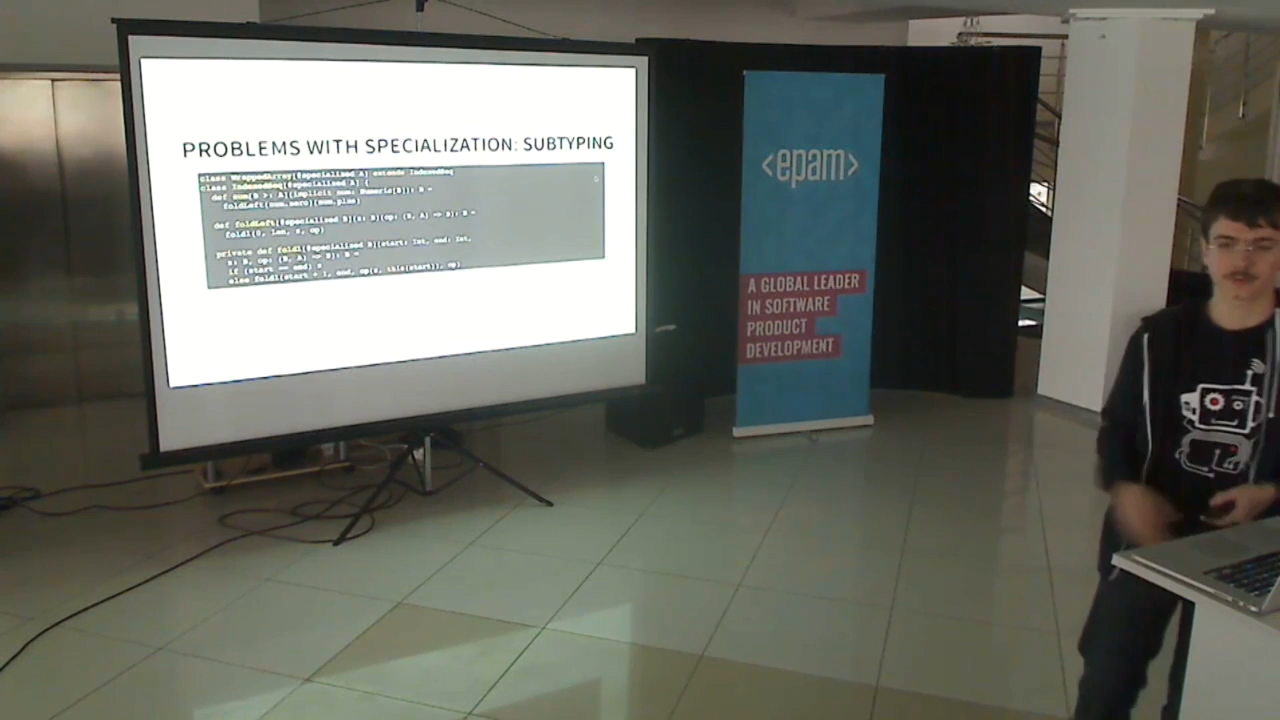 PROBLEMS WITH SPECIALIZATION: SUBTYPING
class WrappedArray[@specialized A] extends IndexedSeq
class IndexedSeq[@specialized A] {
def sum[B >: A](implicit num: Numeric[B]): B =
foldLeft(num.zero)(num.plus)
def foldLeft[@specialized B](s: B)(op: (B, A) => B): B =
foldl(0, len, s, op)
private def foldl[@specialized B](start: Int, end: Int,
s: B, op: (B, A) => B): B =
if (start == end) s
else foldl(start + 1, end, op(s, this(start)), op)
<epam>
A GLOBAL LEADER
IN SOFTWARE
PRODUCT
DEVELOPMENT